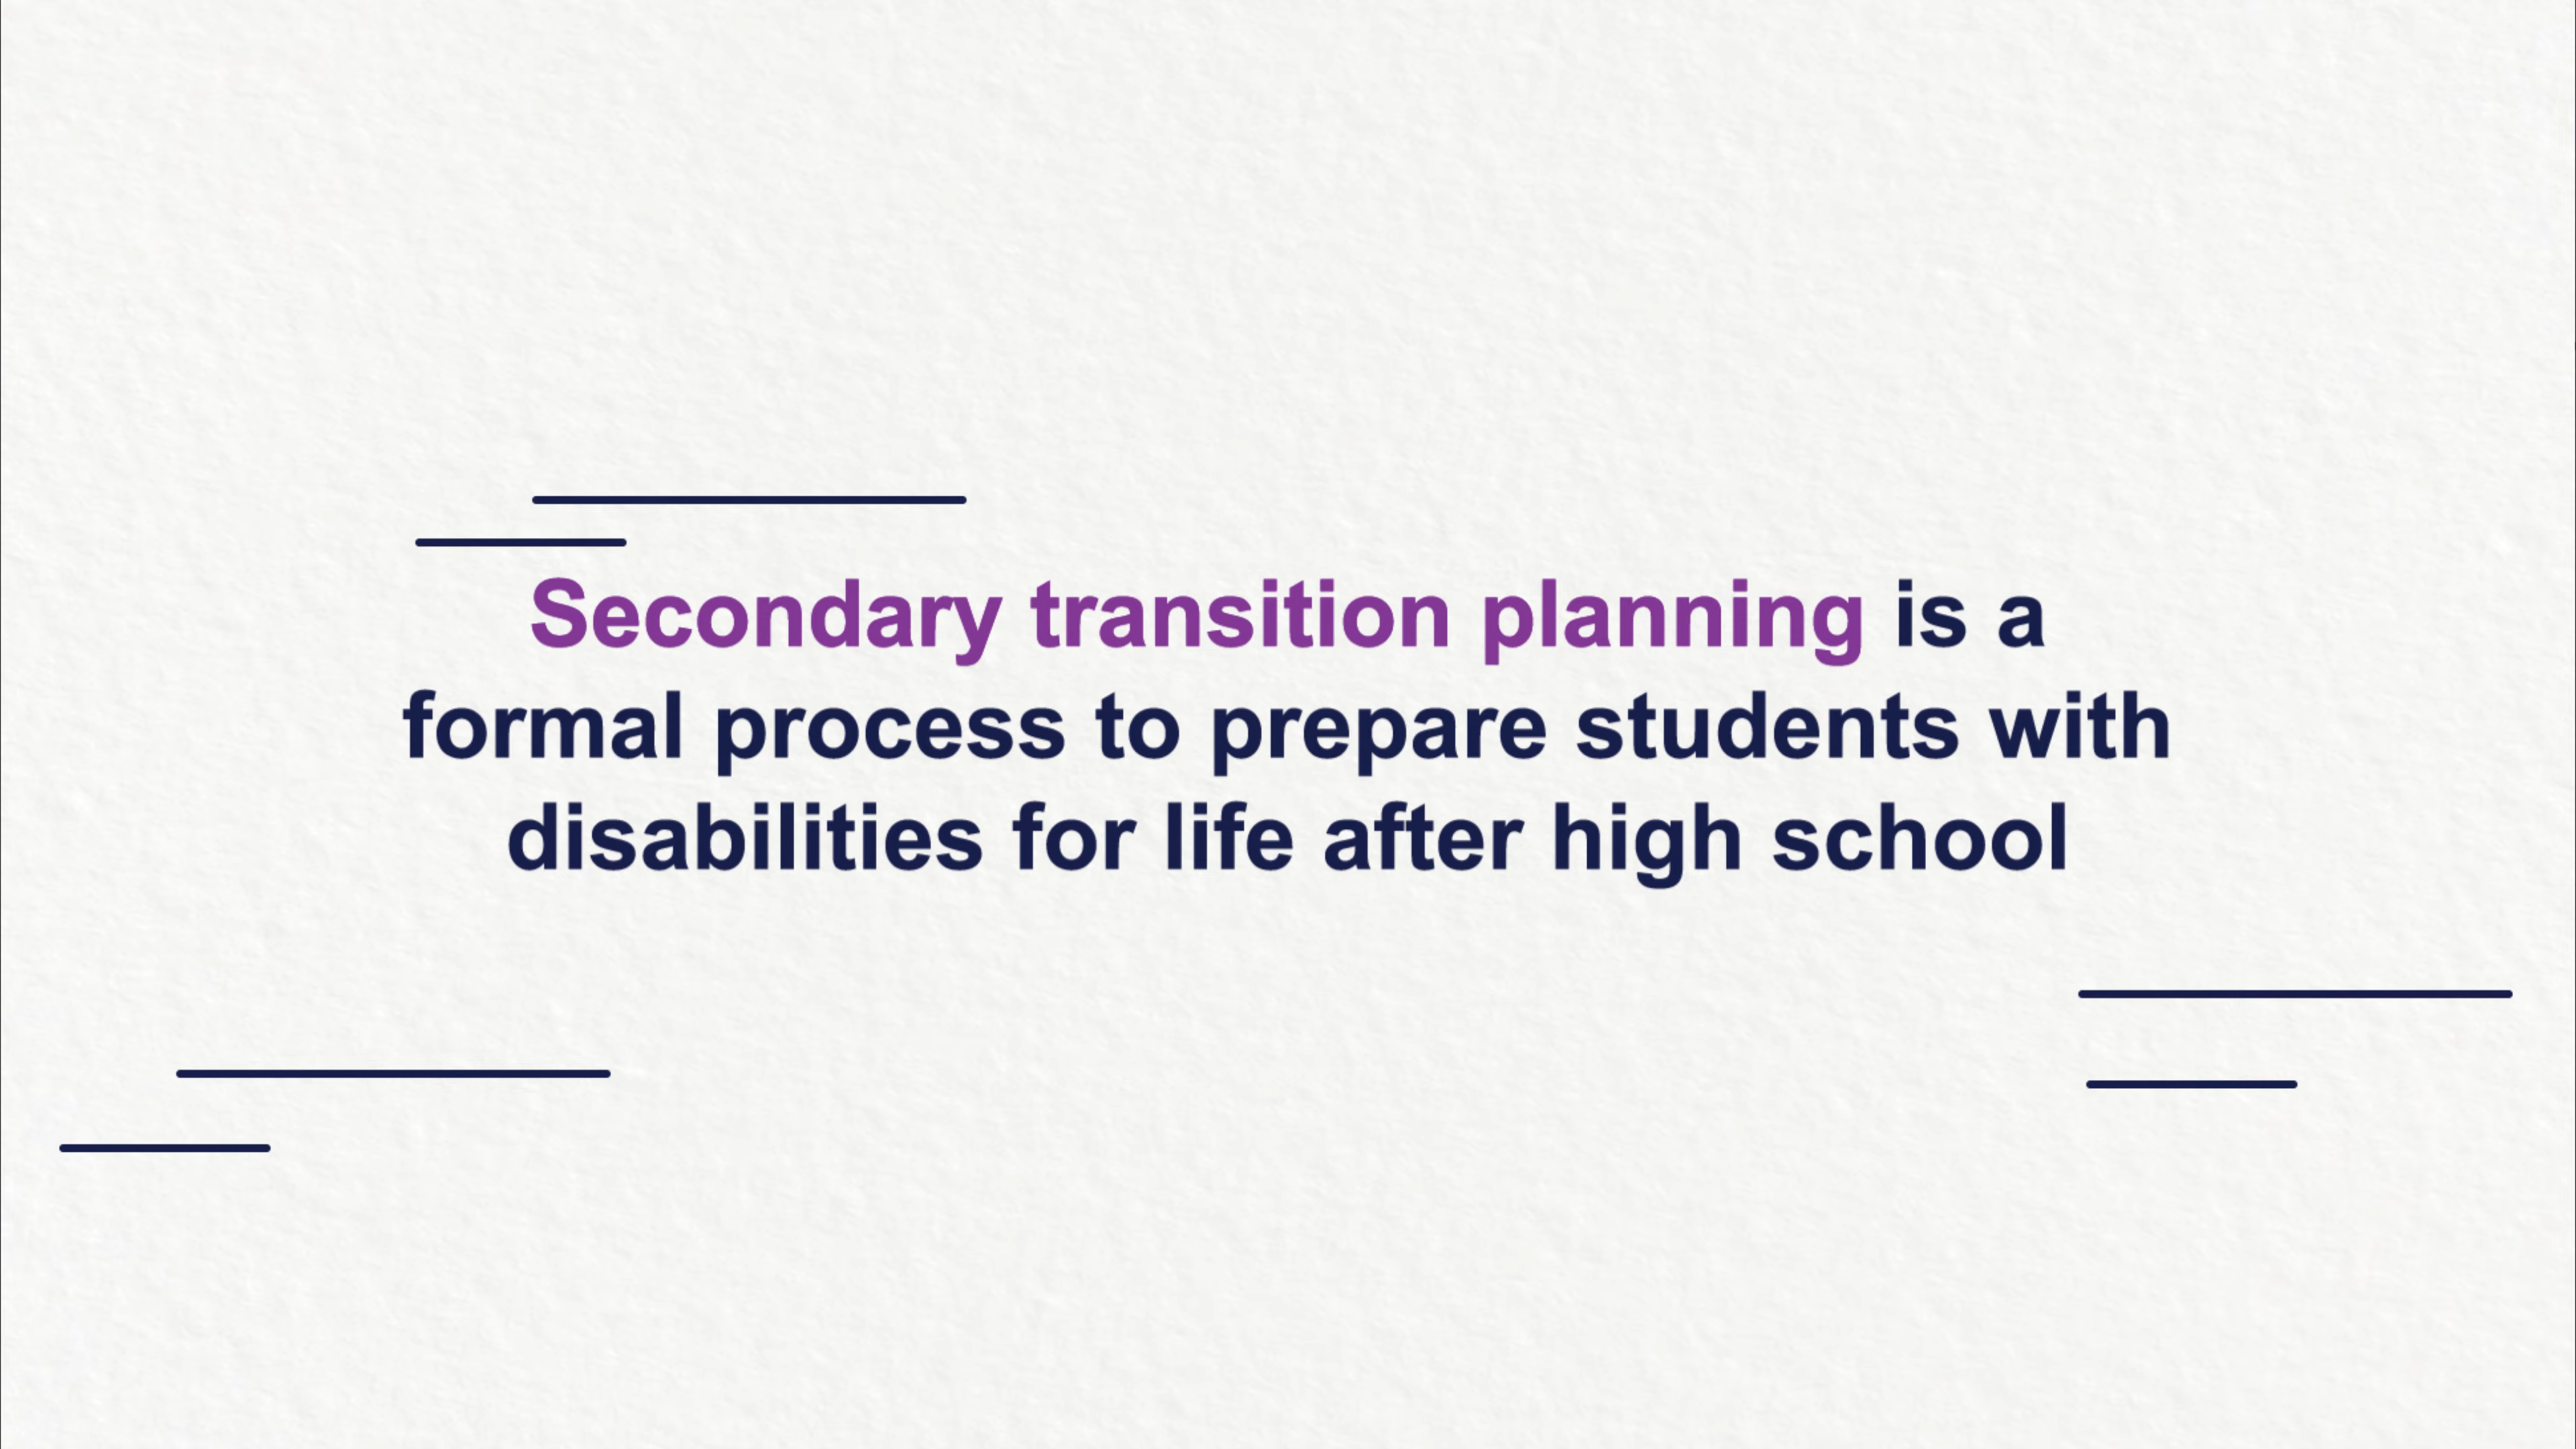 Secondary transition planning is a
formal process to prepare students with
disabilities for life after high school